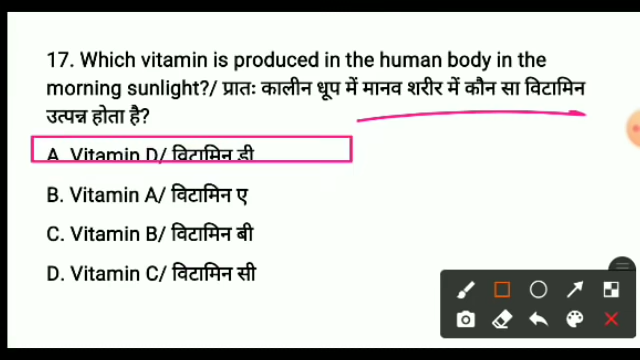 17. Which vitamin is produced in the human body in the
morning sunlight?/ प्रातः कालीन धूप में मानव शरीर में कौन सा विटामिन
उत्पन्न होता है?
A. Vitamin D/ विटामिन डी
B. Vitamin A/ विटामिन ए
C. Vitamin B/ विटामिन बी
D. Vitamin C/ विटामिन सी